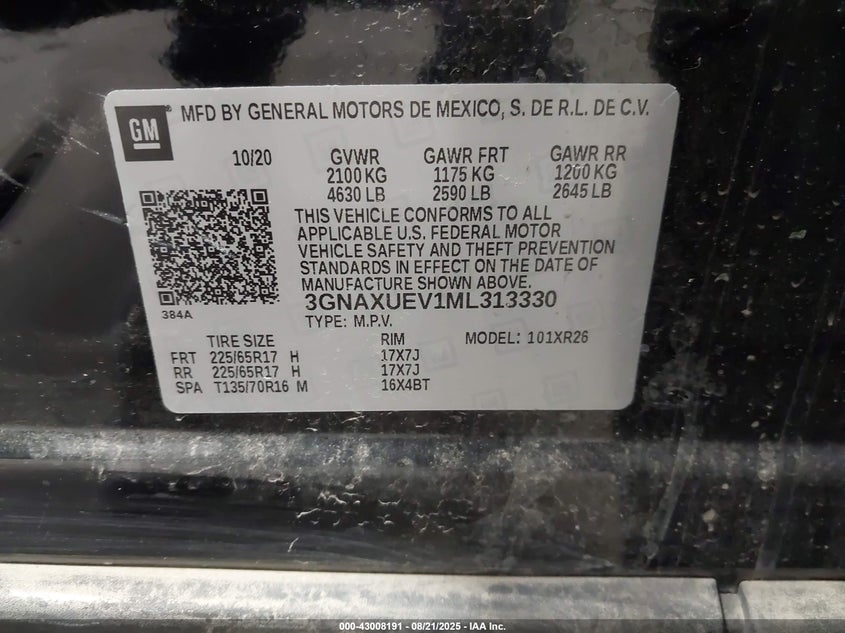 GM
MFD BY GENERAL MOTORS DE MEXICO, S. DE R.L. DE C.V.
10/20 GVWR GAWR FRT GAWR RR
2100 KG 1175 KG 1200 KG
4630 LB 2590 LB 2645 LB
THIS VEHICLE CONFORMS TO ALL
APPLICABLE U.S. FEDERAL MOTOR
VEHICLE SAFETY AND THEFT PREVENTION
STANDARDS IN EFFECT ON THE DATE OF
MANUFACTURE SHOWN ABOVE.
384A
3GNAXUEV1ML313330
TYPE: M.P.V.
TIRE SIZE RIM MODEL: 101XR26
FRT 225/65R17 H 17X7J
RR 225/65R17 H 17X7J
SPA T135/70R16 M 16X4BT
000-43008191 - 08/21/2025 - IAA Inc.